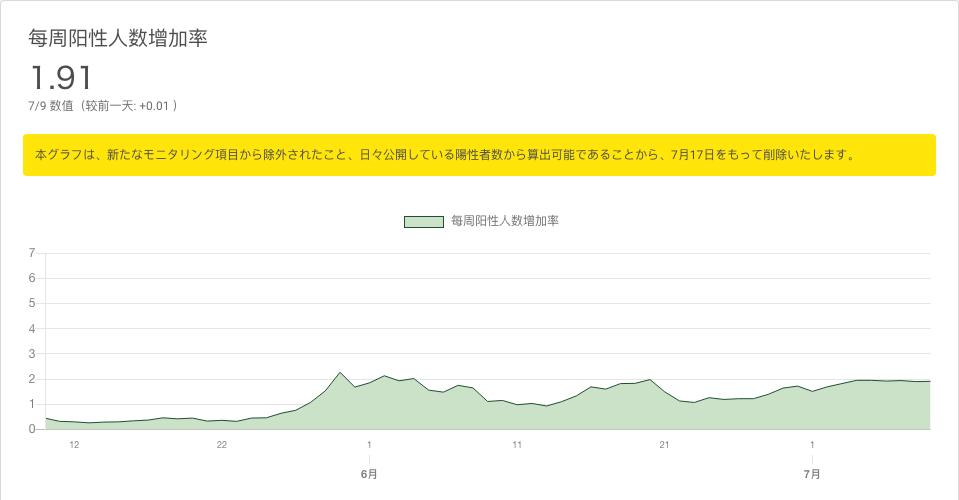 每周阳性人数增加率
1.91
7/9 数值（较前一天: +0.01 ）
本グラフは、新たなモニタリング項目から除外されたこと、日々公開している陽性者数から算出可能であることから、7月17日をもって削除いたします。
每周阳性人数增加率
7
6
5
4
3
2
1
0
12 22 1 11 21 1
6月 7月